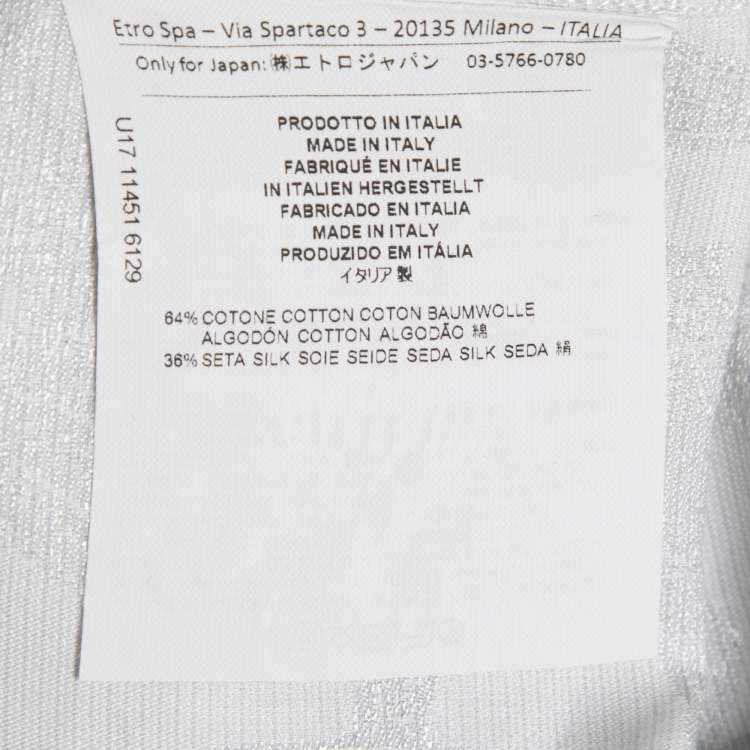 Etro Spa – Via Spartaco 3 – 20135 Milano – ITALIA
Only for Japan: ㈱エトロジャパン 03-5766-0780
U17 11451 6129
PRODOTTO IN ITALIA
MADE IN ITALY
FABRIQUÉ EN ITALIE
IN ITALIEN HERGESTELLT
FABRICADO EN ITALIA
MADE IN ITALY
PRODUZIDO EM ITÁLIA
イタリア製
64% COTONE COTTON COTON BAUMWOLLE
ALGODÓN COTTON ALGODÃO 綿
36% SETA SILK SOIE SEIDE SEDA SILK SEDA 絹